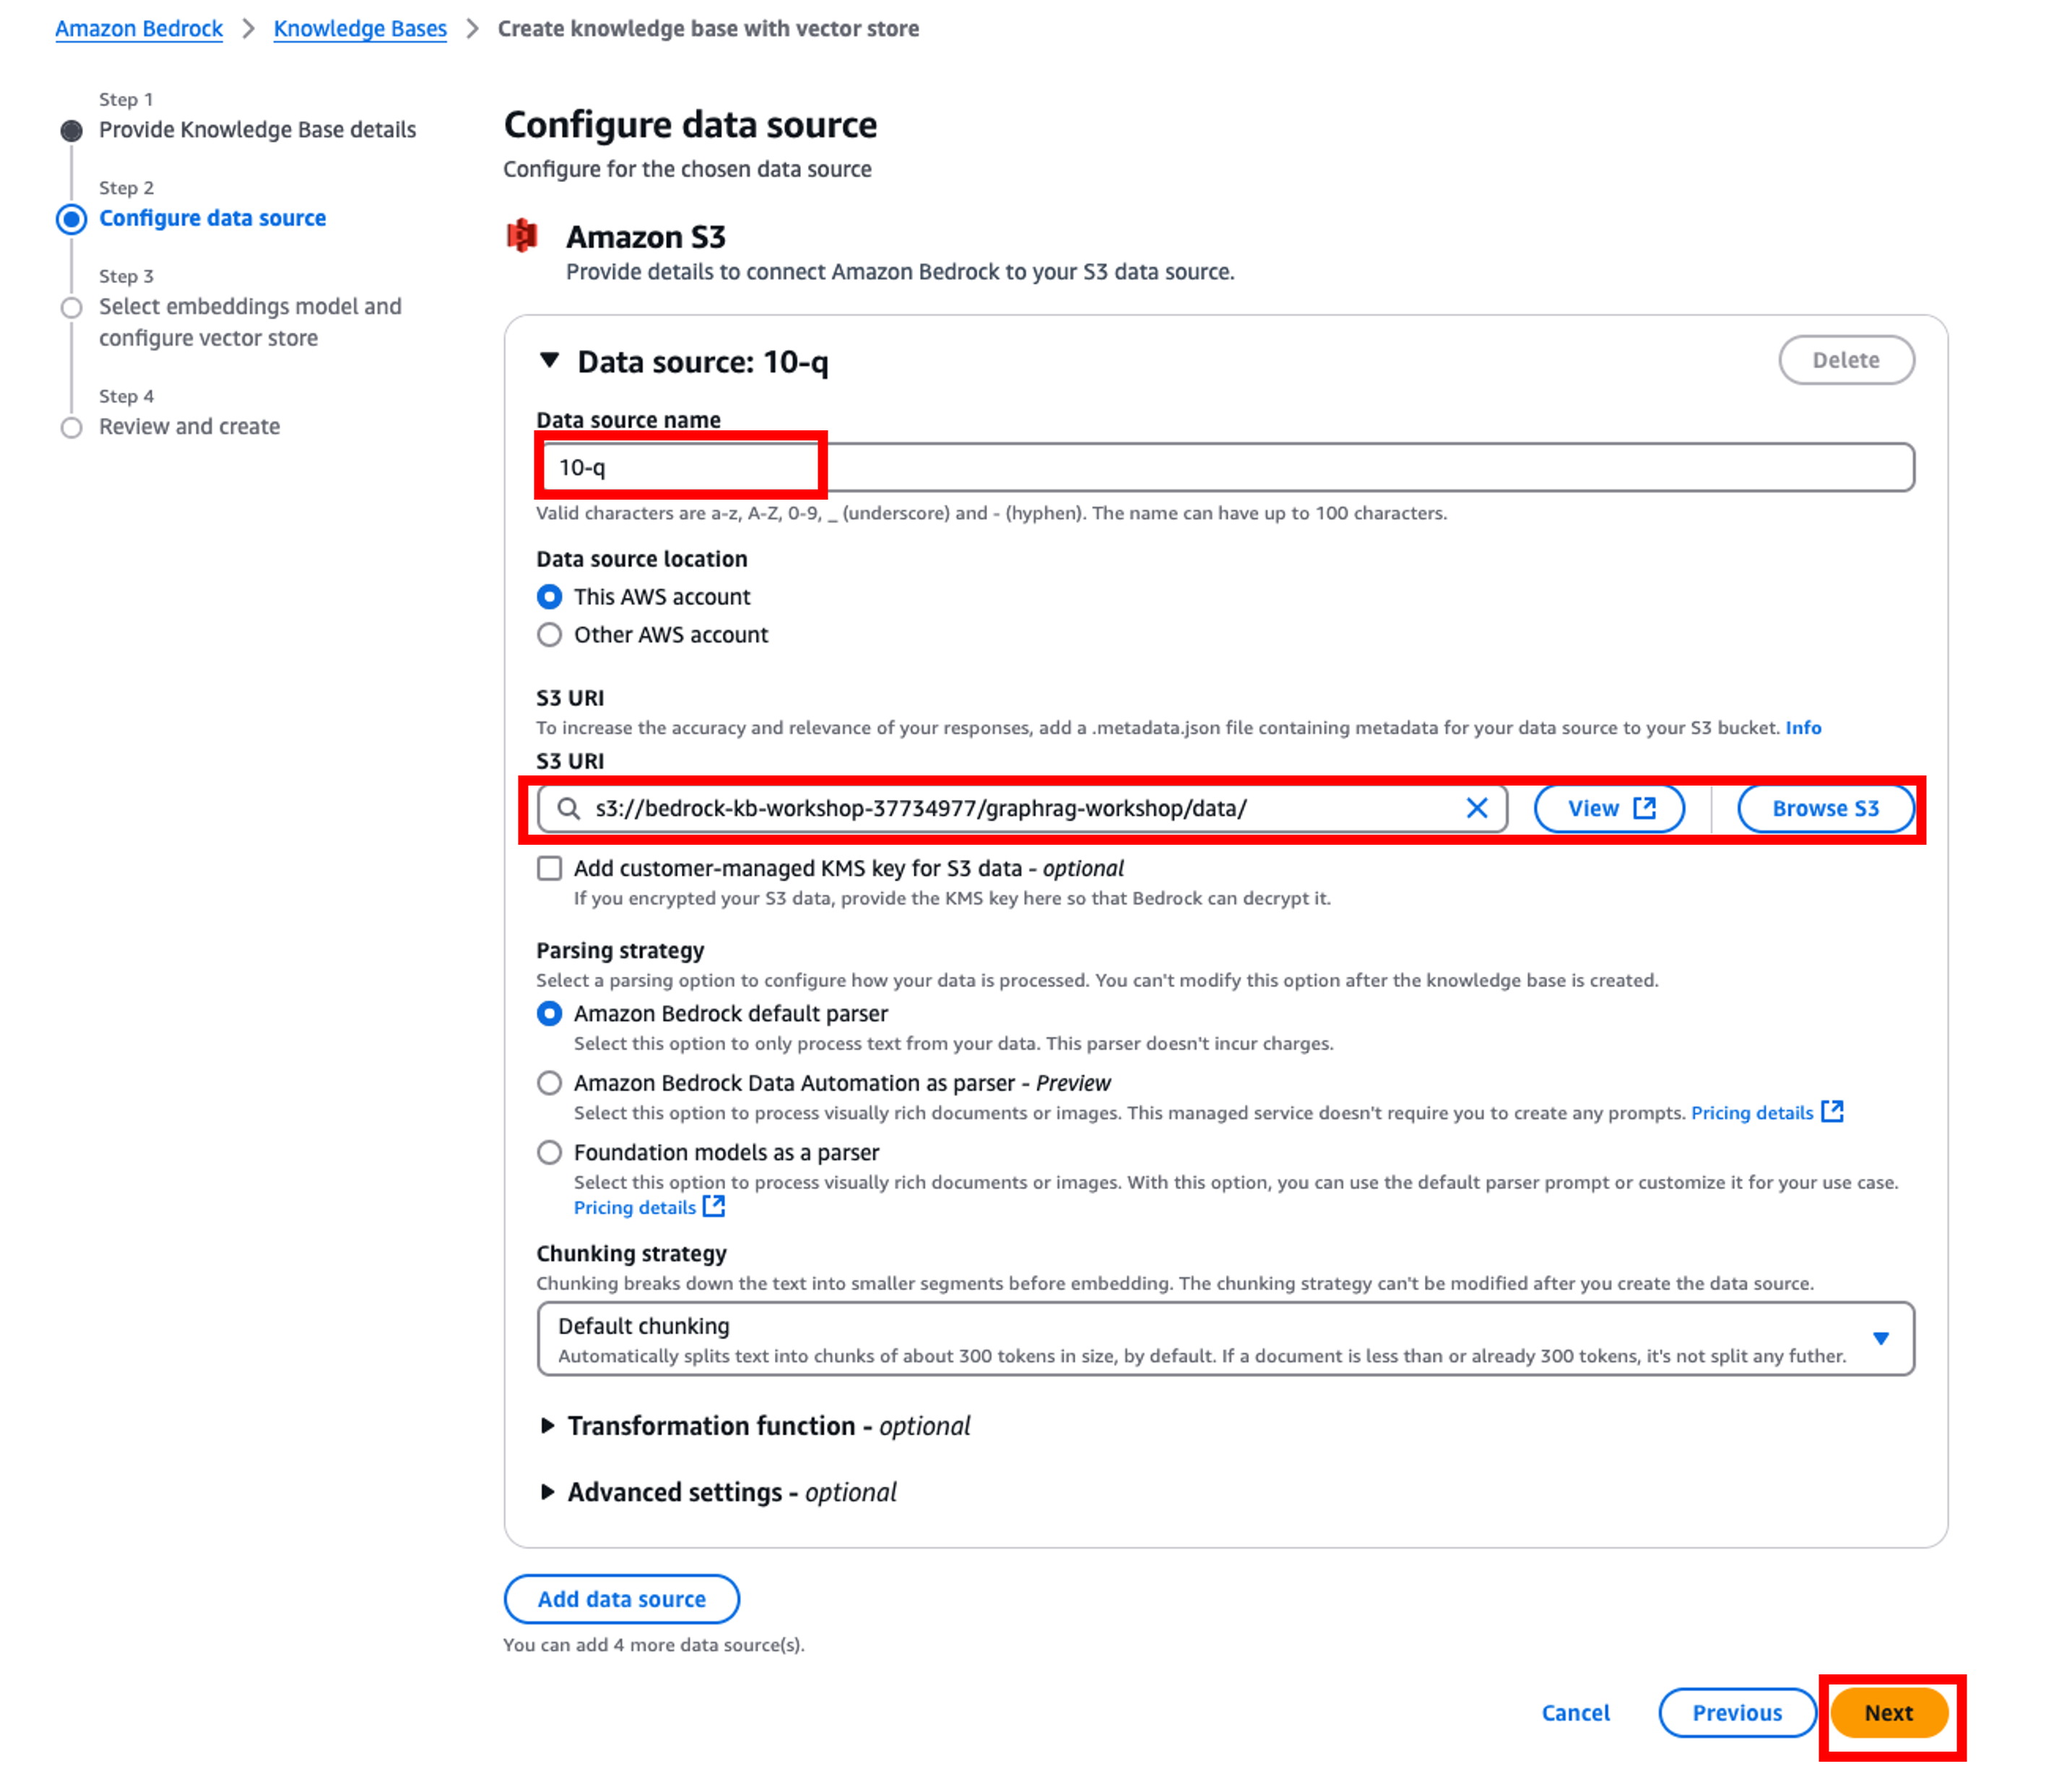 Amazon Bedrock > Knowledge Bases > Create knowledge base with vector store
Step 1
Provide Knowledge Base details
Step 2
Configure data source
Step 3
Select embeddings model and
configure vector store
Step 4
Review and create
Configure data source
Configure for the chosen data source
Amazon S3
Provide details to connect Amazon Bedrock to your S3 data source.
Data source: 10-q
Delete
Data source name
10-q
Valid characters are a-z, A-Z, 0-9, _ (underscore) and - (hyphen). The name can have up to 100 characters.
Data source location
This AWS account
Other AWS account
S3 URI
To increase the accuracy and relevance of your responses, add a .metadata.json file containing metadata for your data source to your S3 bucket. Info
S3 URI
s3://bedrock-kb-workshop-37734977/graphrag-workshop/data/
View
Browse S3
Add customer-managed KMS key for S3 data - optional
If you encrypted your S3 data, provide the KMS key here so that Bedrock can decrypt it.
Parsing strategy
Select a parsing option to configure how your data is processed. You can't modify this option after the knowledge base is created.
Amazon Bedrock default parser
Select this option to only process text from your data. This parser doesn't incur charges.
Amazon Bedrock Data Automation as parser - Preview
Select this option to process visually rich documents or images. This managed service doesn't require you to create any prompts. Pricing details
Foundation models as a parser
Select this option to process visually rich documents or images. With this option, you can use the default parser prompt or customize it for your use case.
Pricing details
Chunking strategy
Chunking breaks down the text into smaller segments before embedding. The chunking strategy can't be modified after you create the data source.
Default chunking
Automatically splits text into chunks of about 300 tokens in size, by default. If a document is less than or already 300 tokens, it's not split any futher.
Transformation function - optional
Advanced settings - optional
Add data source
You can add 4 more data source(s).
Cancel
Previous
Next